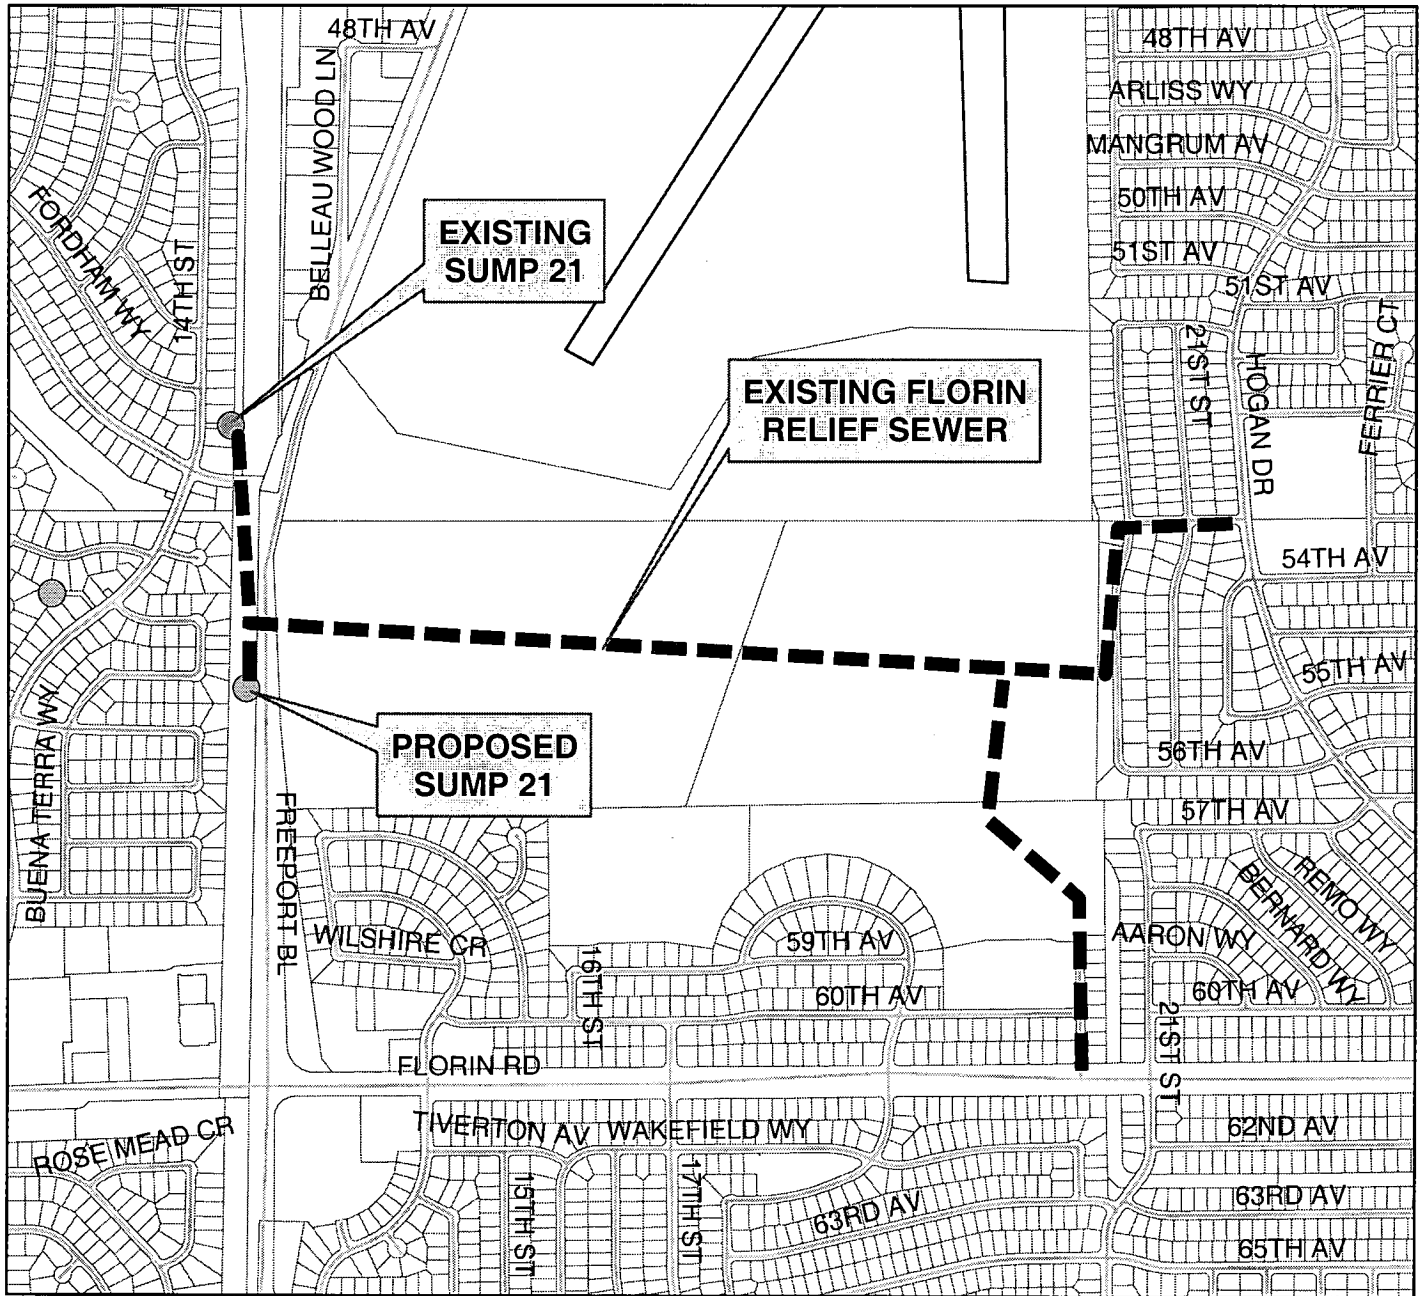 48TH AV
48TH AV
BELLEAU WOOD LN
ARLISS WY
MANGRUM AV
50TH AV
FORDHAM WY
14TH ST
EXISTING
SUMP 21
51ST AV
51ST AV
21ST ST
HOGAN DR
FERRIER CT
EXISTING FLORIN
RELIEF SEWER
54TH AV
55TH AV
BUENA TERRA WY
PROPOSED
SUMP 21
56TH AV
57TH AV
FREEPORT BL
REMO WY
BERNARD WY
WILSHIRE CR
16TH ST
59TH AV
AARON WY
60TH AV
60TH AV
21ST ST
FLORIN RD
ROSE MEAD CR
TIVERTON AV
WAKEFIELD WY
62ND AV
15TH ST
17TH ST
63RD AV
63RD AV
65TH AV